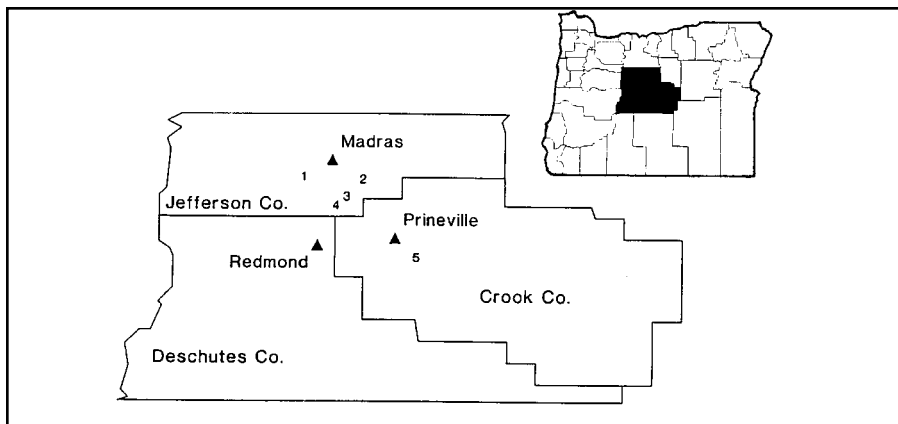 Madras
1
2
3
4
Jefferson Co.
Prineville
Redmond
5
Crook Co.
Deschutes Co.